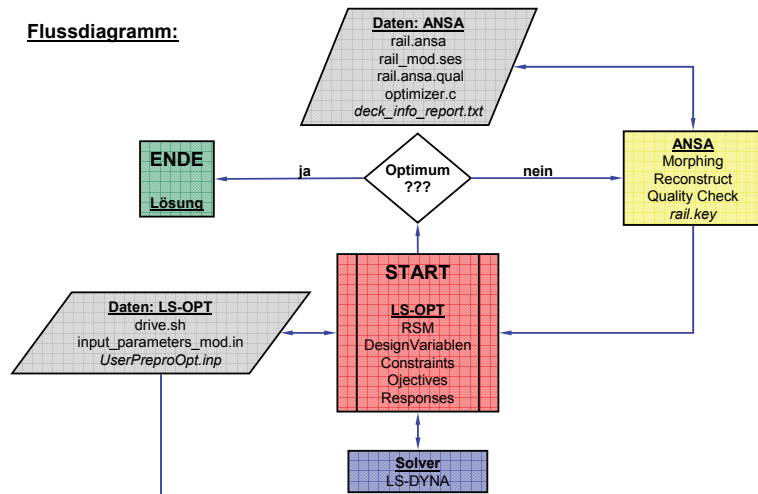 Flussdiagramm:
Daten: ANSA
rail.ansa
rail_mod.ses
rail.ansa.qual
optimizer.c
deck_info_report.txt
ENDE
Lösung
ja
Optimum
???
nein
ANSA
Morphing
Reconstruct
Quality Check
rail.key
START
LS-OPT
RSM
DesignVariablen
Constraints
Ojectives
Responses
Daten: LS-OPT
drive.sh
input_parameters_mod.in
UserPreproOpt.inp
Solver
LS-DYNA